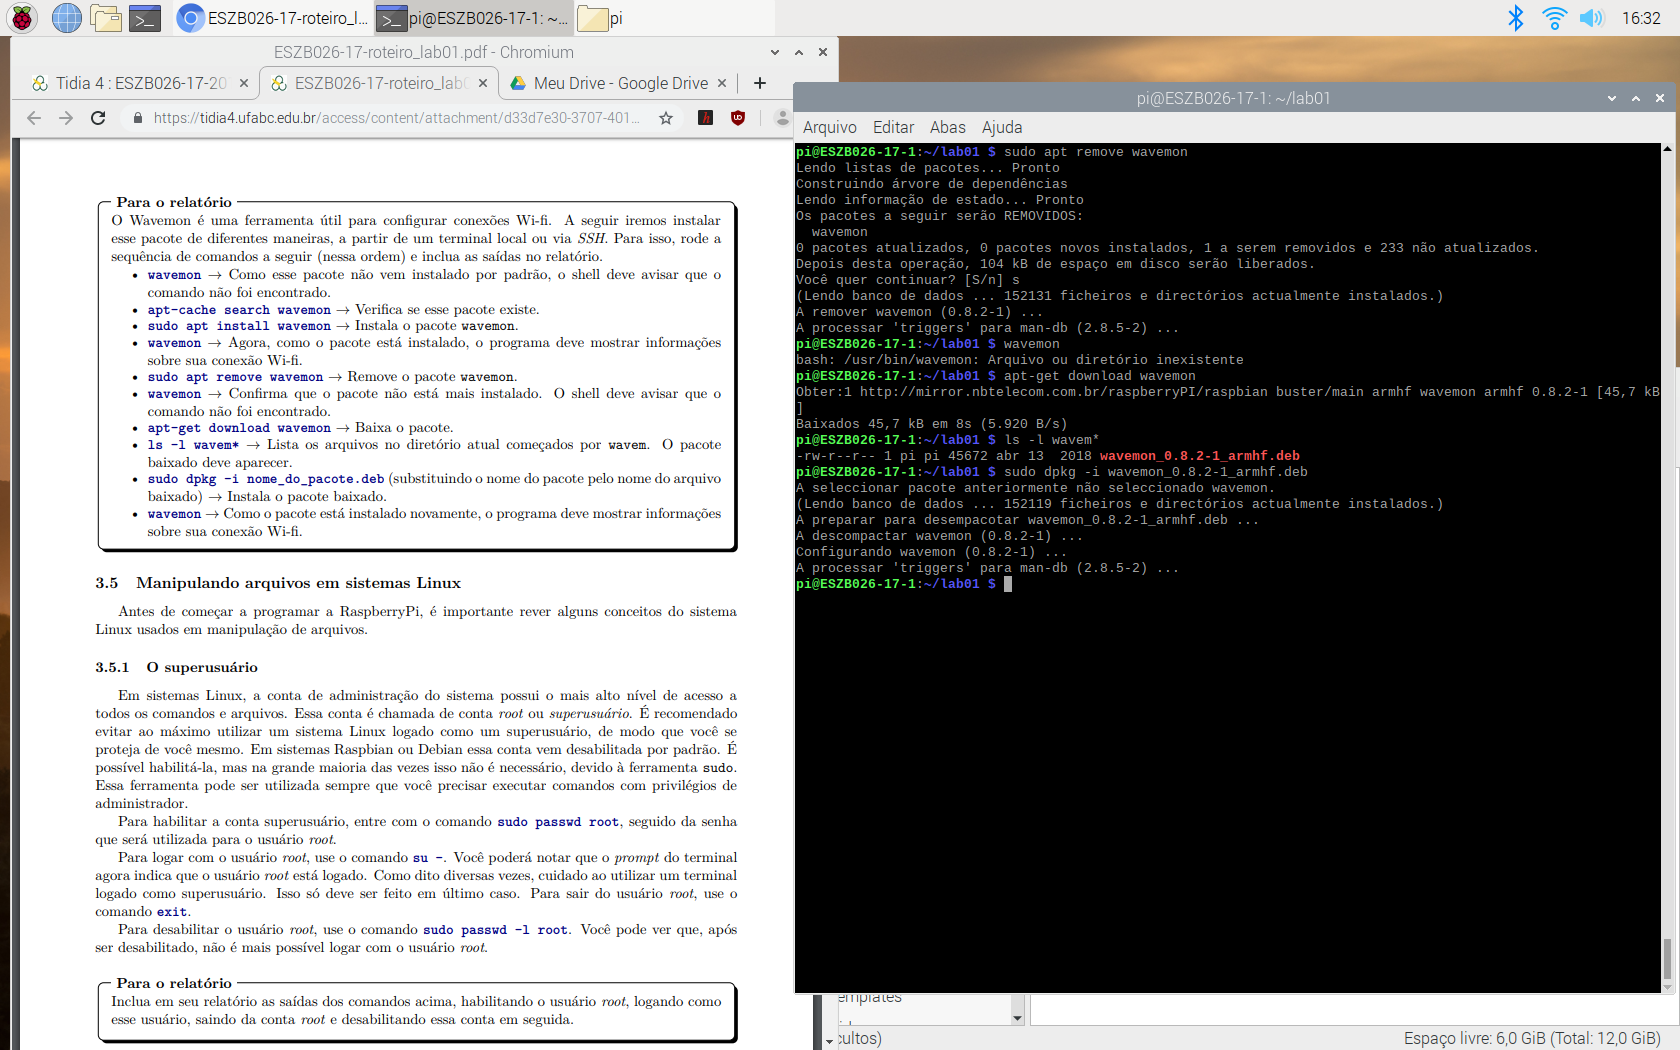 ESZB026-17-roteiro_l...
pi@ESZB026-17-1: ~...
pi
16:32
ESZB026-17-roteiro_lab01.pdf - Chromium
Tidia 4 : ESZB026-17-20
ESZB026-17-roteiro_lab0
Meu Drive - Google Drive
https://tidia4.ufabc.edu.br/access/content/attachment/d33d7e30-3707-401...
Para o relatório
O Wavemon é uma ferramenta útil para configurar conexões Wi-fi. A seguir iremos instalar
esse pacote de diferentes maneiras, a partir de um terminal local ou via SSH. Para isso, rode a
sequência de comandos a seguir (nessa ordem) e inclua as saídas no relatório.
• wavemon → Como esse pacote não vem instalado por padrão, o shell deve avisar que o
comando não foi encontrado.
• apt-cache search wavemon → Verifica se esse pacote existe.
• sudo apt install wavemon → Instala o pacote wavemon.
• wavemon → Agora, como o pacote está instalado, o programa deve mostrar informações
sobre sua conexão Wi-fi.
• sudo apt remove wavemon → Remove o pacote wavemon.
• wavemon → Confirma que o pacote não está mais instalado. O shell deve avisar que o
comando não foi encontrado.
• apt-get download wavemon → Baixa o pacote.
• ls -l wavem* → Lista os arquivos no diretório atual começados por wavem. O pacote
baixado deve aparecer.
• sudo dpkg -i nome_do_pacote.deb (substituindo o nome do pacote pelo nome do arquivo
baixado) → Instala o pacote baixado.
• wavemon → Como o pacote está instalado novamente, o programa deve mostrar informações
sobre sua conexão Wi-fi.
3.5 Manipulando arquivos em sistemas Linux
Antes de começar a programar a RaspberryPi, é importante rever alguns conceitos do sistema
Linux usados em manipulação de arquivos.
3.5.1 O superusuário
Em sistemas Linux, a conta de administração do sistema possui o mais alto nível de acesso a
todos os comandos e arquivos. Essa conta é chamada de conta root ou superusuário. É recomendado
evitar ao máximo utilizar um sistema Linux logado como um superusuário, de modo que você se
proteja de você mesmo. Em sistemas Raspbian ou Debian essa conta vem desabilitada por padrão. É
possível habilitá-la, mas na grande maioria das vezes isso não é necessário, devido à ferramenta sudo.
Essa ferramenta pode ser utilizada sempre que você precisar executar comandos com privilégios de
administrador.
Para habilitar a conta superusuário, entre com o comando sudo passwd root, seguido da senha
que será utilizada para o usuário root.
Para logar com o usuário root, use o comando su -. Você poderá notar que o prompt do terminal
agora indica que o usuário root está logado. Como dito diversas vezes, cuidado ao utilizar um terminal
logado como superusuário. Isso só deve ser feito em último caso. Para sair do usuário root, use o
comando exit.
Para desabilitar o usuário root, use o comando sudo passwd -l root. Você pode ver que, após
ser desabilitado, não é mais possível logar com o usuário root.
Para o relatório
Inclua em seu relatório as saídas dos comandos acima, habilitando o usuário root, logando como
esse usuário, saindo da conta root e desabilitando essa conta em seguida.
pi@ESZB026-17-1: ~/lab01
Arquivo Editar Abas Ajuda
pi@ESZB026-17-1:~/lab01 $ sudo apt remove wavemon
Lendo listas de pacotes... Pronto
Construindo árvore de dependências
Lendo informação de estado... Pronto
Os pacotes a seguir serão REMOVIDOS:
wavemon
0 pacotes atualizados, 0 pacotes novos instalados, 1 a serem removidos e 233 não atualizados.
Depois desta operação, 104 kB de espaço em disco serão liberados.
Você quer continuar? [S/n] s
(Lendo banco de dados ... 152131 ficheiros e directórios actualmente instalados.)
A remover wavemon (0.8.2-1) ...
A processar 'triggers' para man-db (2.8.5-2) ...
pi@ESZB026-17-1:~/lab01 $ wavemon
bash: /usr/bin/wavemon: Arquivo ou diretório inexistente
pi@ESZB026-17-1:~/lab01 $ apt-get download wavemon
Obter:1 http://mirror.nbtelecom.com.br/raspberryPI/raspbian buster/main armhf wavemon armhf 0.8.2-1 [45,7 kB
]
Baixados 45,7 kB em 8s (5.920 B/s)
pi@ESZB026-17-1:~/lab01 $ ls -l wavem*
-rw-r--r-- 1 pi pi 45672 abr 13  2018 wavemon_0.8.2-1_armhf.deb
pi@ESZB026-17-1:~/lab01 $ sudo dpkg -i wavemon_0.8.2-1_armhf.deb
A seleccionar pacote anteriormente não seleccionado wavemon.
(Lendo banco de dados ... 152119 ficheiros e directórios actualmente instalados.)
A preparar para desempacotar wavemon_0.8.2-1_armhf.deb ...
A descompactar wavemon (0.8.2-1) ...
Configurando wavemon (0.8.2-1) ...
A processar 'triggers' para man-db (2.8.5-2) ...
pi@ESZB026-17-1:~/lab01 $
emplates
cultos)
Espaço livre: 6,0 GiB (Total: 12,0 GiB)